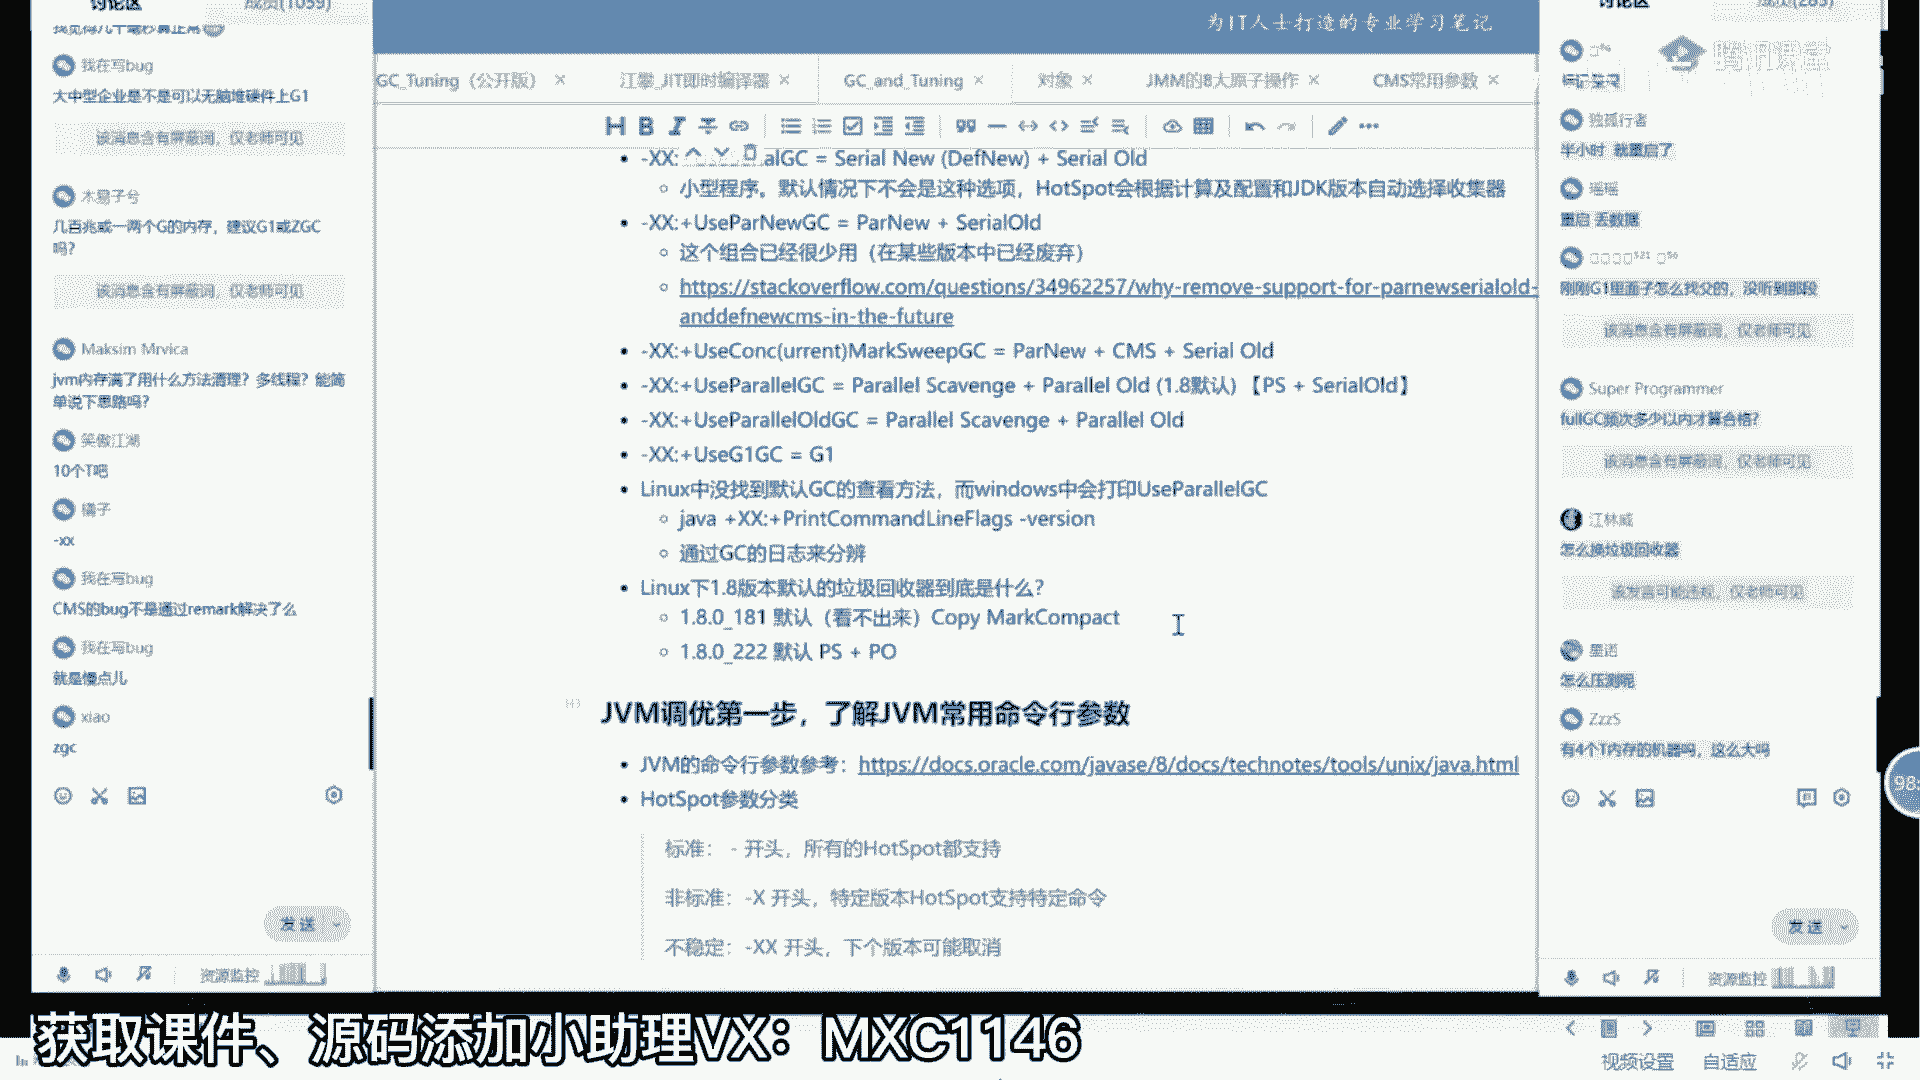 讨论区
成员(1059)
我觉得几十毫秒算正常
我在写bug
大中型企业是不是可以无脑堆硬件上G1
该消息含有屏蔽词，仅老师可见
木易子兮
几百兆或一两个G的内存，建议G1或ZGC
吗？
该消息含有屏蔽词，仅老师可见
Maksim Mrvica
jvm内存满了用什么方法清理？多线程？能简
单说下思路吗？
笑傲江湖
10个T吧
橘子
-xx
我在写bug
CMS的bug不是通过remark解决了么
我在写bug
就是慢点儿
xiao
zgc
发送
资源监控
为IT人士打造的专业学习笔记
GC_Tuning（公开版） ×
江攀_JIT即时编译器 ×
GC_and_Tuning ×
对象 ×
JMM的8大原子操作 ×
CMS常用参数 ×
-XX: alGC = Serial New (DefNew) + Serial Old
小型程序。默认情况下不会是这种选项，HotSpot会根据计算及配置和JDK版本自动选择收集器
-XX:+UseParNewGC = ParNew + SerialOld
这个组合已经很少用（在某些版本中已经废弃）
https://stackoverflow.com/questions/34962257/why-remove-support-for-parnewserialold-
anddefnewcms-in-the-future
-XX:+UseConc(urrent)MarkSweepGC = ParNew + CMS + Serial Old
-XX:+UseParallelGC = Parallel Scavenge + Parallel Old (1.8默认) 【PS + SerialOld】
-XX:+UseParallelOldGC = Parallel Scavenge + Parallel Old
-XX:+UseG1GC = G1
Linux中没找到默认GC的查看方法，而windows中会打印UseParallelGC
java +XX:+PrintCommandLineFlags -version
通过GC的日志来分辨
Linux下1.8版本默认的垃圾回收器到底是什么？
1.8.0_181 默认（看不出来）Copy MarkCompact
1.8.0_222 默认 PS + PO
H3
JVM调优第一步，了解JVM常用命令行参数
JVM的命令行参数参考：https://docs.oracle.com/javase/8/docs/technotes/tools/unix/java.html
HotSpot参数分类
标准： - 开头，所有的HotSpot都支持
非标准：-X 开头，特定版本HotSpot支持特定命令
不稳定：-XX 开头，下个版本可能取消
讨论区
成员(283)
腾讯课堂
独孤行者
半小时 就重启了
瑶瑶
重启 丢数据
刚刚G1里面子怎么找父的，没听到那段
该消息含有屏蔽词，仅老师可见
Super Programmer
fullGC频次多少以内才算合格？
该消息含有屏蔽词，仅老师可见
江林威
怎么换垃圾回收器
该发言可能违规，仅老师可见
星诺
怎么压测呢
ZzzS
有4个T内存的机器吗，这么大吗
发送
资源监控
98
获取课件、源码添加小助理VX：MXC1146
视频设置
自适应